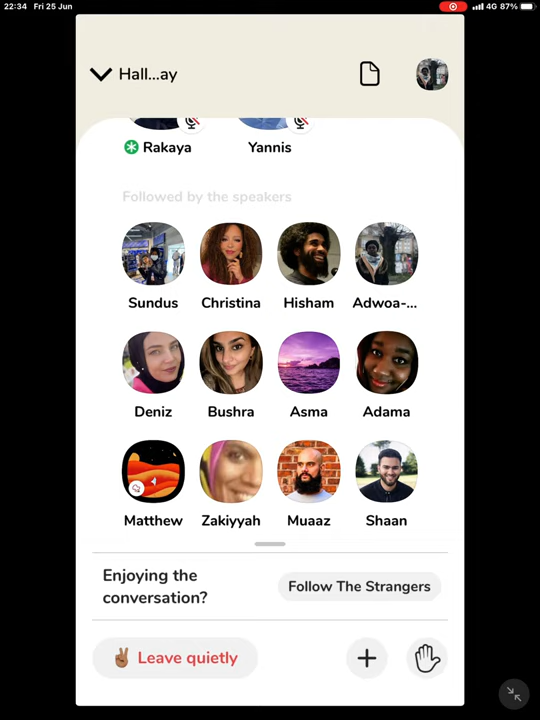 22:34 Fri 25 Jun 4G 87%
Hall...ay
Rakaya Yannis
Followed by the speakers
Sundus Christina Hisham Adwoa-...
Deniz Bushra Asma Adama
Matthew Zakiyyah Muaaz Shaan
Enjoying the
conversation?
Follow The Strangers
Leave quietly